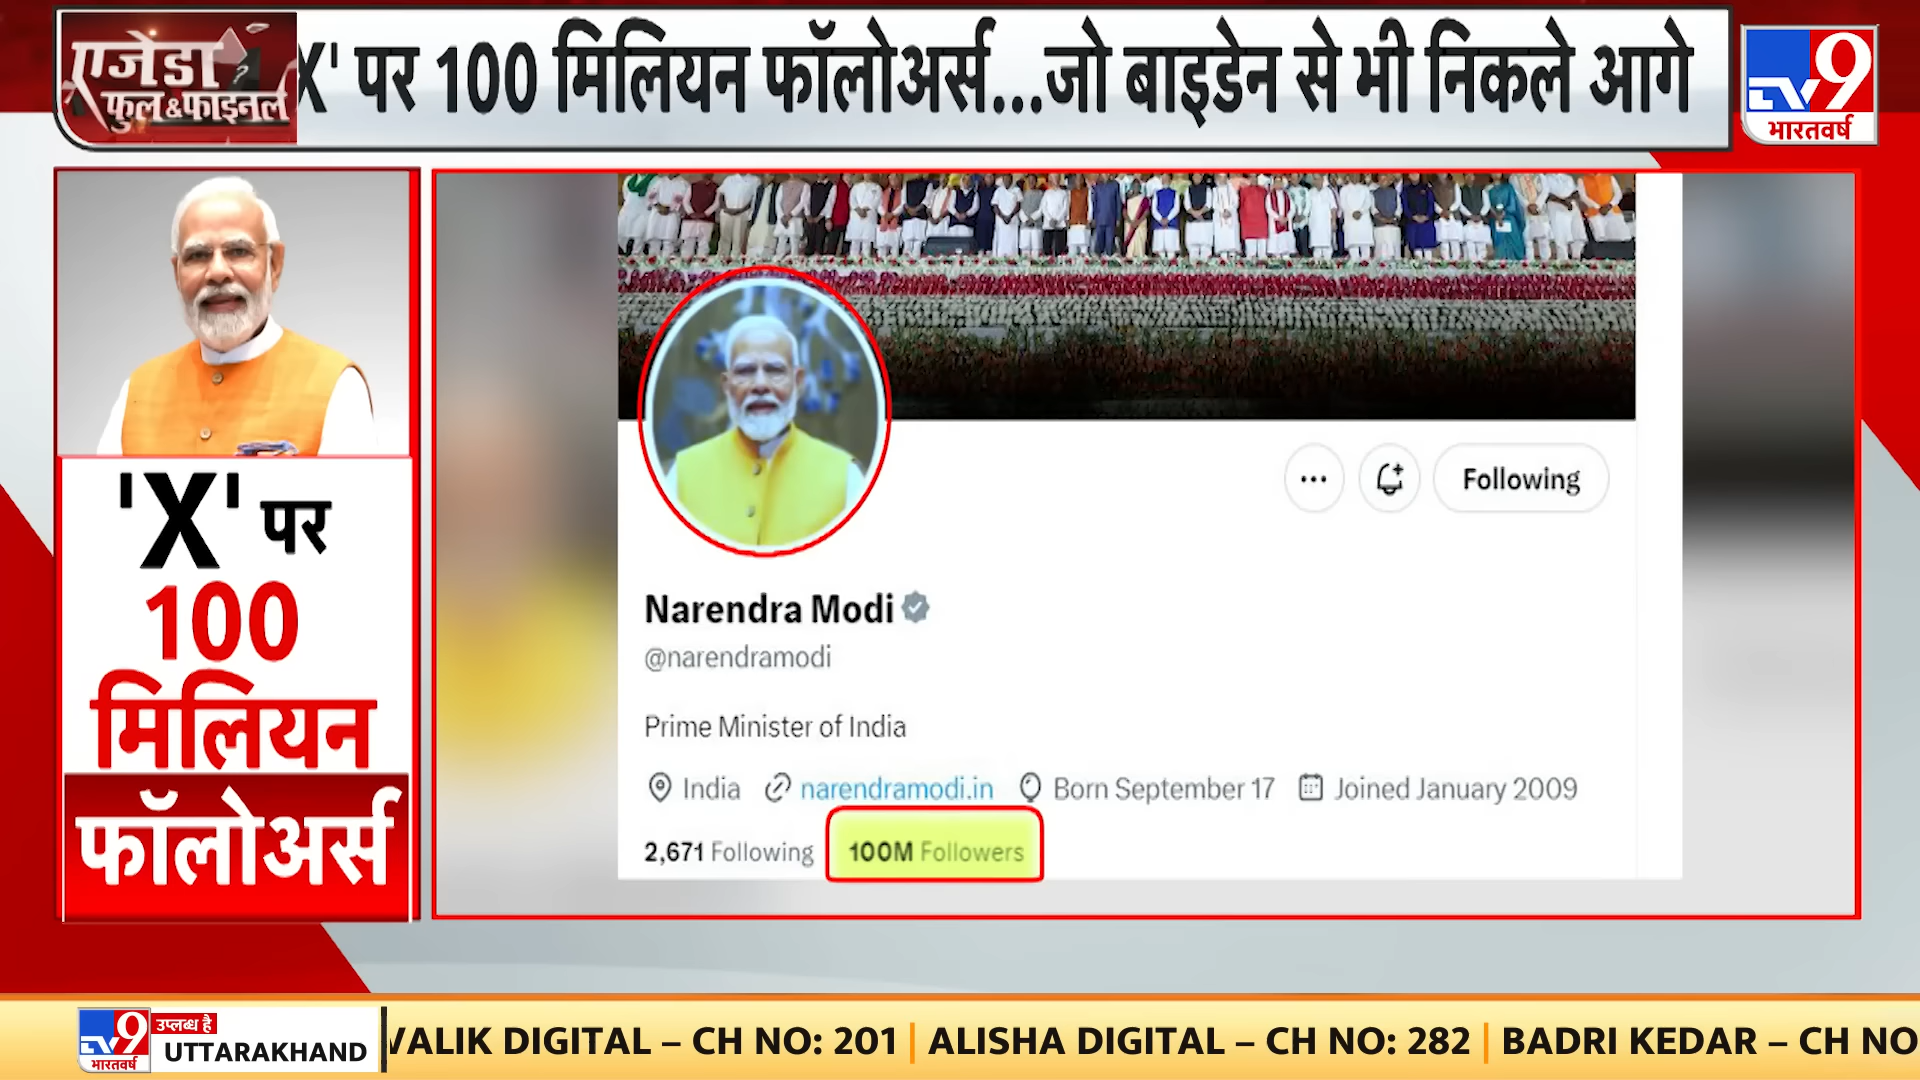 एजेंडा
फुल&फाइनल
X' पर 100 मिलियन फॉलोअर्स...जो बाइडेन से भी निकले आगे
TV9
भारतवर्ष
'X' पर
100
मिलियन
फॉलोअर्स
Following
Narendra Modi
@narendramodi
Prime Minister of India
India narendramodi.in Born September 17 Joined January 2009
2,671 Following 100M Followers
TV9
भारतवर्ष
उप्लब्ध है
UTTARAKHAND
VALIK DIGITAL – CH NO: 201 | ALISHA DIGITAL – CH NO: 282 | BADRI KEDAR – CH NO